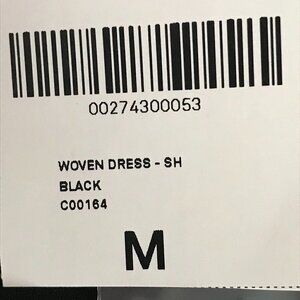 00274300053
WOVEN DRESS - SH
BLACK
C00164
M